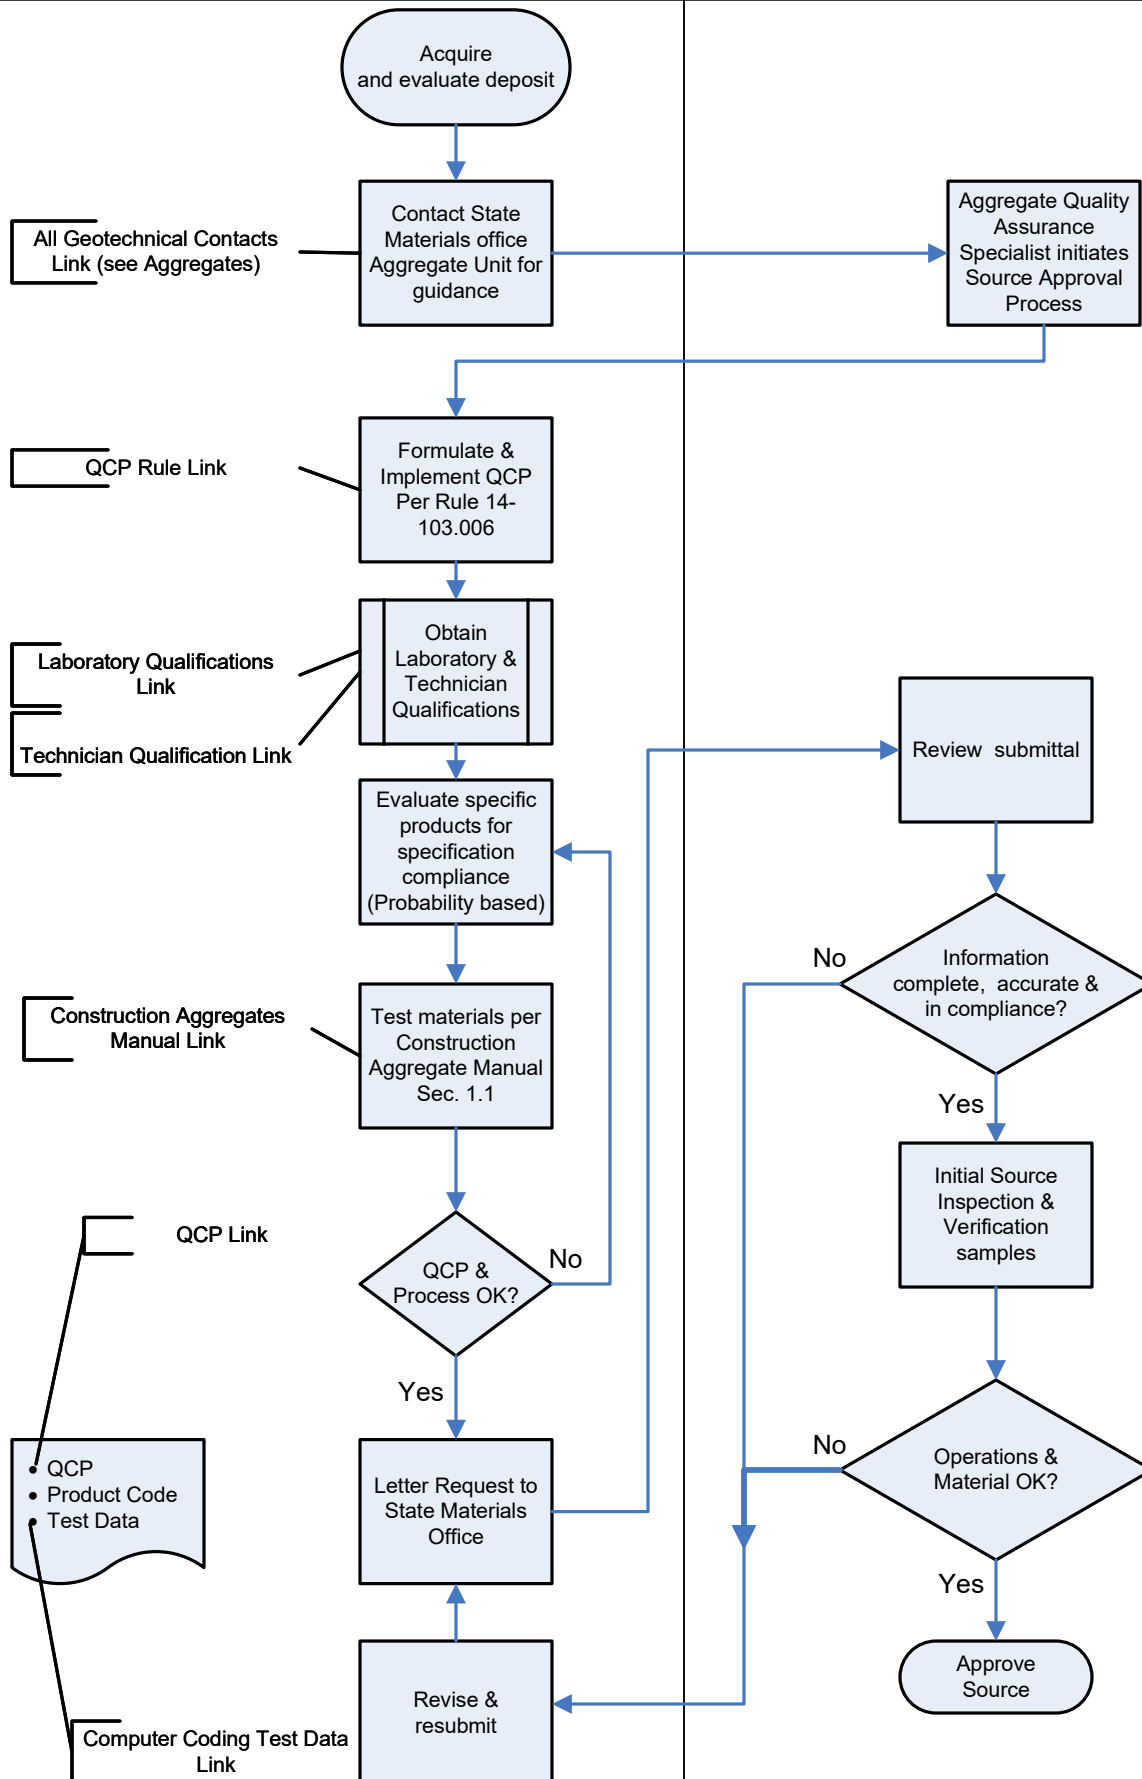 Acquire
and evaluate deposit
Contact State
Materials office
Aggregate Unit for
guidance
All Geotechnical Contacts
Link (see Aggregates)
Aggregate Quality
Assurance
Specialist initiates
Source Approval
Process
Formulate &
Implement QCP
Per Rule 14-
103.006
QCP Rule Link
Obtain
Laboratory &
Technician
Qualifications
Laboratory Qualifications
Link
Technician Qualification Link
Review  submittal
Evaluate specific
products for
specification
compliance
(Probability based)
Information
complete,  accurate &
in compliance?
No
Yes
Test materials per
Construction
Aggregate Manual
Sec. 1.1
Construction Aggregates
Manual Link
Initial Source
Inspection &
Verification
samples
QCP Link
QCP &
Process OK?
No
Yes
Letter Request to
State Materials
Office
• QCP
• Product Code
• Test Data
Operations &
Material OK?
No
Yes
Approve
Source
Revise &
resubmit
Computer Coding Test Data
Link